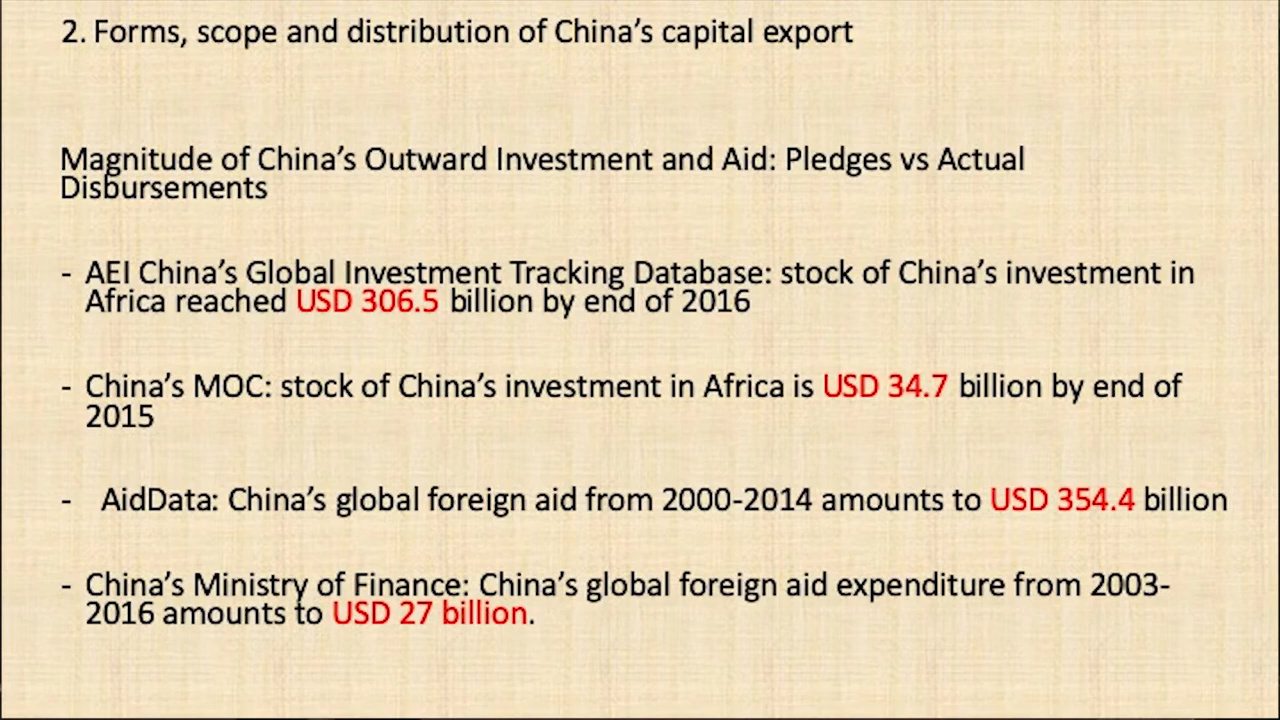 2. Forms, scope and distribution of China’s capital export
Magnitude of China’s Outward Investment and Aid: Pledges vs Actual
Disbursements
- AEI China’s Global Investment Tracking Database: stock of China’s investment in
Africa reached USD 306.5 billion by end of 2016
- China’s MOC: stock of China’s investment in Africa is USD 34.7 billion by end of
2015
- AidData: China’s global foreign aid from 2000-2014 amounts to USD 354.4 billion
- China’s Ministry of Finance: China’s global foreign aid expenditure from 2003-
2016 amounts to USD 27 billion.